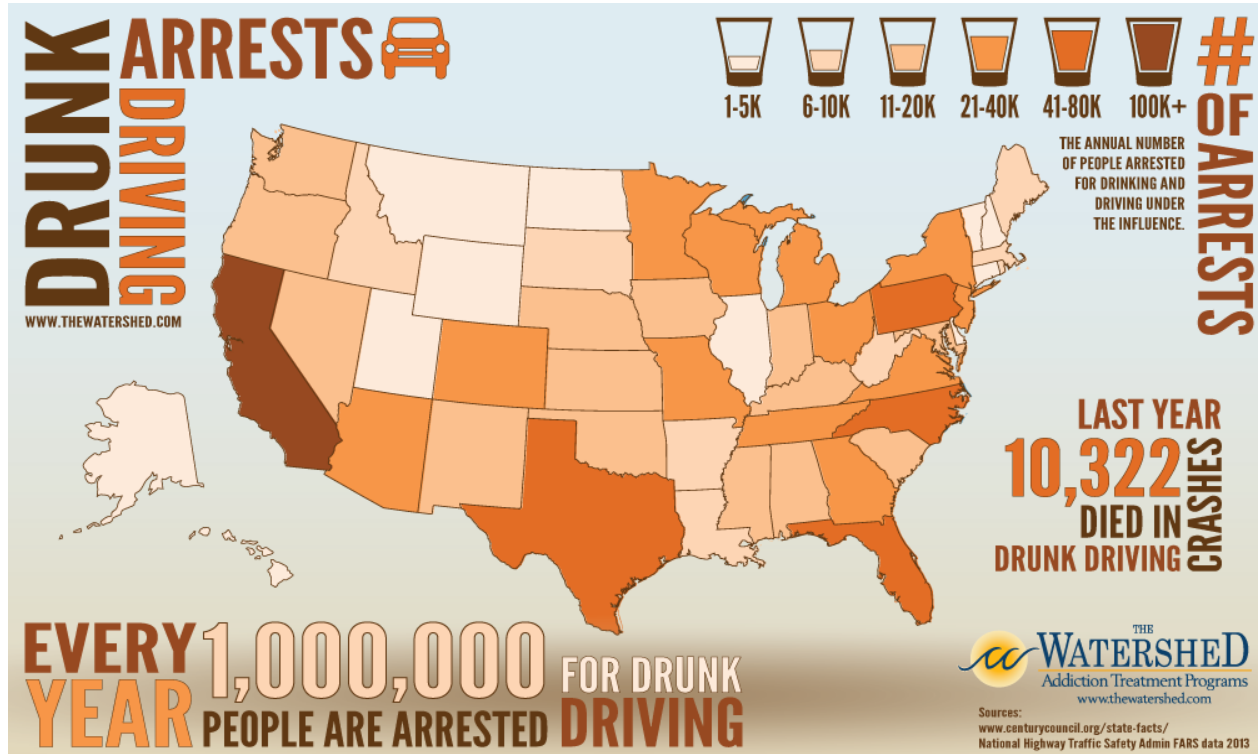 DRUNK
DRIVING
ARRESTS
WWW.THEWATERSHED.COM
1-5K
6-10K
11-20K
21-40K
41-80K
100K+
# OF ARRESTS
THE ANNUAL NUMBER
OF PEOPLE ARRESTED
FOR DRINKING AND
DRIVING UNDER
THE INFLUENCE.
LAST YEAR
10,322
DIED IN
DRUNK DRIVING
CRASHES
EVERY
YEAR
1,000,000
PEOPLE ARE ARRESTED
FOR DRUNK
DRIVING
THE
WATERSHED
Addiction Treatment Programs
www.thewatershed.com
Sources:
www.centurycouncil.org/state-facts/
National Highway Traffic Safety Admin FARS data 2013